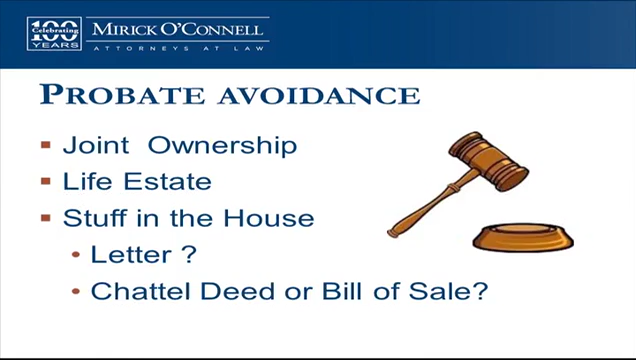 Celebrating
100
YEARS
MIRICK O'CONNELL
ATTORNEYS AT LAW
PROBATE AVOIDANCE
Joint Ownership
Life Estate
Stuff in the House
Letter ?
Chattel Deed or Bill of Sale?